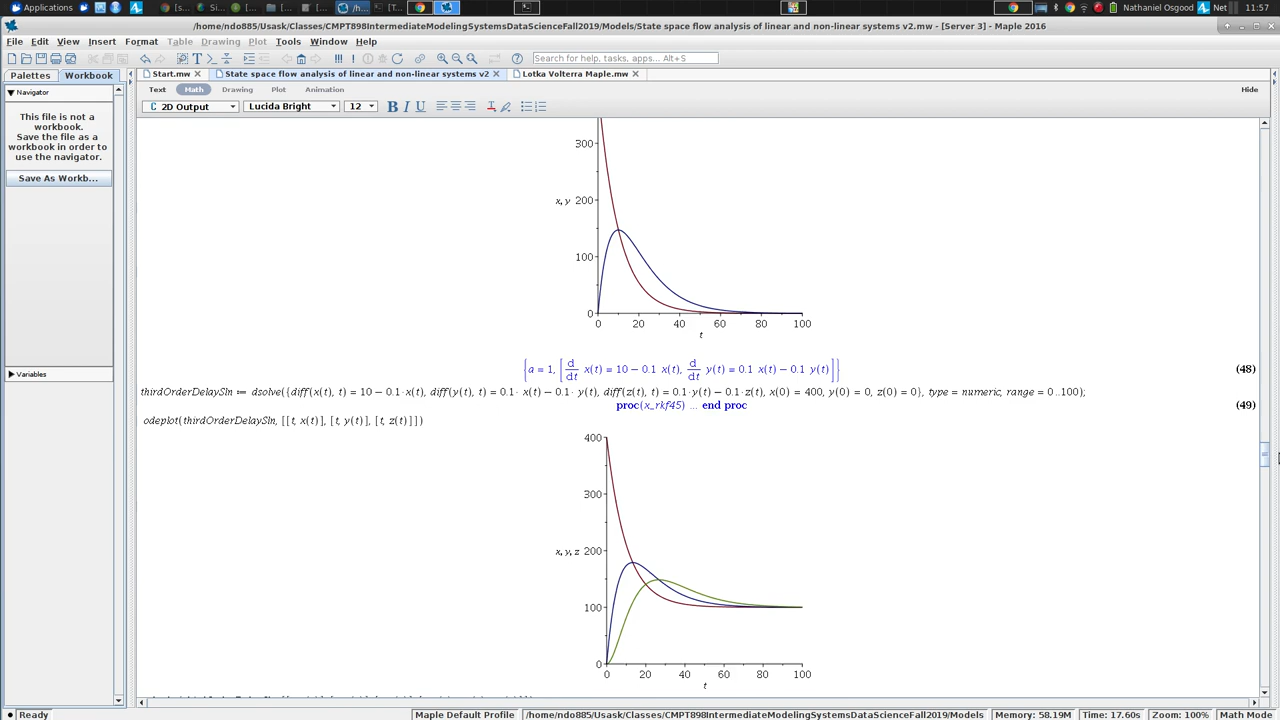 Applications
Nathaniel Osgood
11:57
/home/ndo885/Usask/Classes/CMPT898IntermediateModelingSystemsDataScienceFall2019/Models/State space flow analysis of linear and non-linear systems v2.mw - [Server 3] - Maple 2016
File Edit View Insert Format Table Drawing Plot Tools Window Help
Search for help, tasks, apps... Alt+S
Palettes Workbook
Start.mw State space flow analysis of linear and non-linear systems v2 Lotka Volterra Maple.mw
Text Math Drawing Plot Animation Hide
Navigator
C 2D Output Lucida Bright 12 B I U
This file is not a
workbook.
Save the file as a
workbook in order to
use the navigator.
Save As Workb...
Variables
300
x, y 200
100
0
0 20 40 60 80 100
t
{a = 1, [d/dt x(t) = 10 − 0.1 x(t), d/dt y(t) = 0.1 x(t) − 0.1 y(t)]} (48)
thirdOrderDelaySln ≔ dsolve({diff(x(t), t) = 10 − 0.1·x(t), diff(y(t), t) = 0.1· x(t) − 0.1· y(t), diff(z(t), t) = 0.1·y(t) − 0.1·z(t), x(0) = 400, y(0) = 0, z(0) = 0}, type = numeric, range = 0..100);
proc(x_rkf45) ... end proc (49)
odeplot(thirdOrderDelaySln, [[t, x(t)], [t, y(t)], [t, z(t)]])
400
300
x, y, z 200
100
0
0 20 40 60 80 100
t
Ready Maple Default Profile /home/ndo885/Usask/Classes/CMPT898IntermediateModelingSystemsDataScienceFall2019/Models Memory: 58.19M Time: 17.60s Zoom: 100% Math Mod